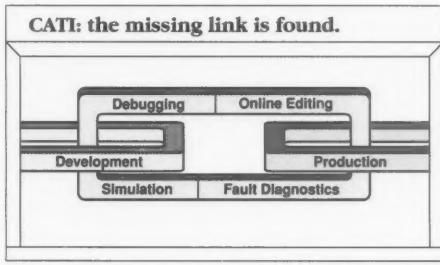 CATI: the missing link is found.
Debugging Online Editing
Development Production
Simulation Fault Diagnostics